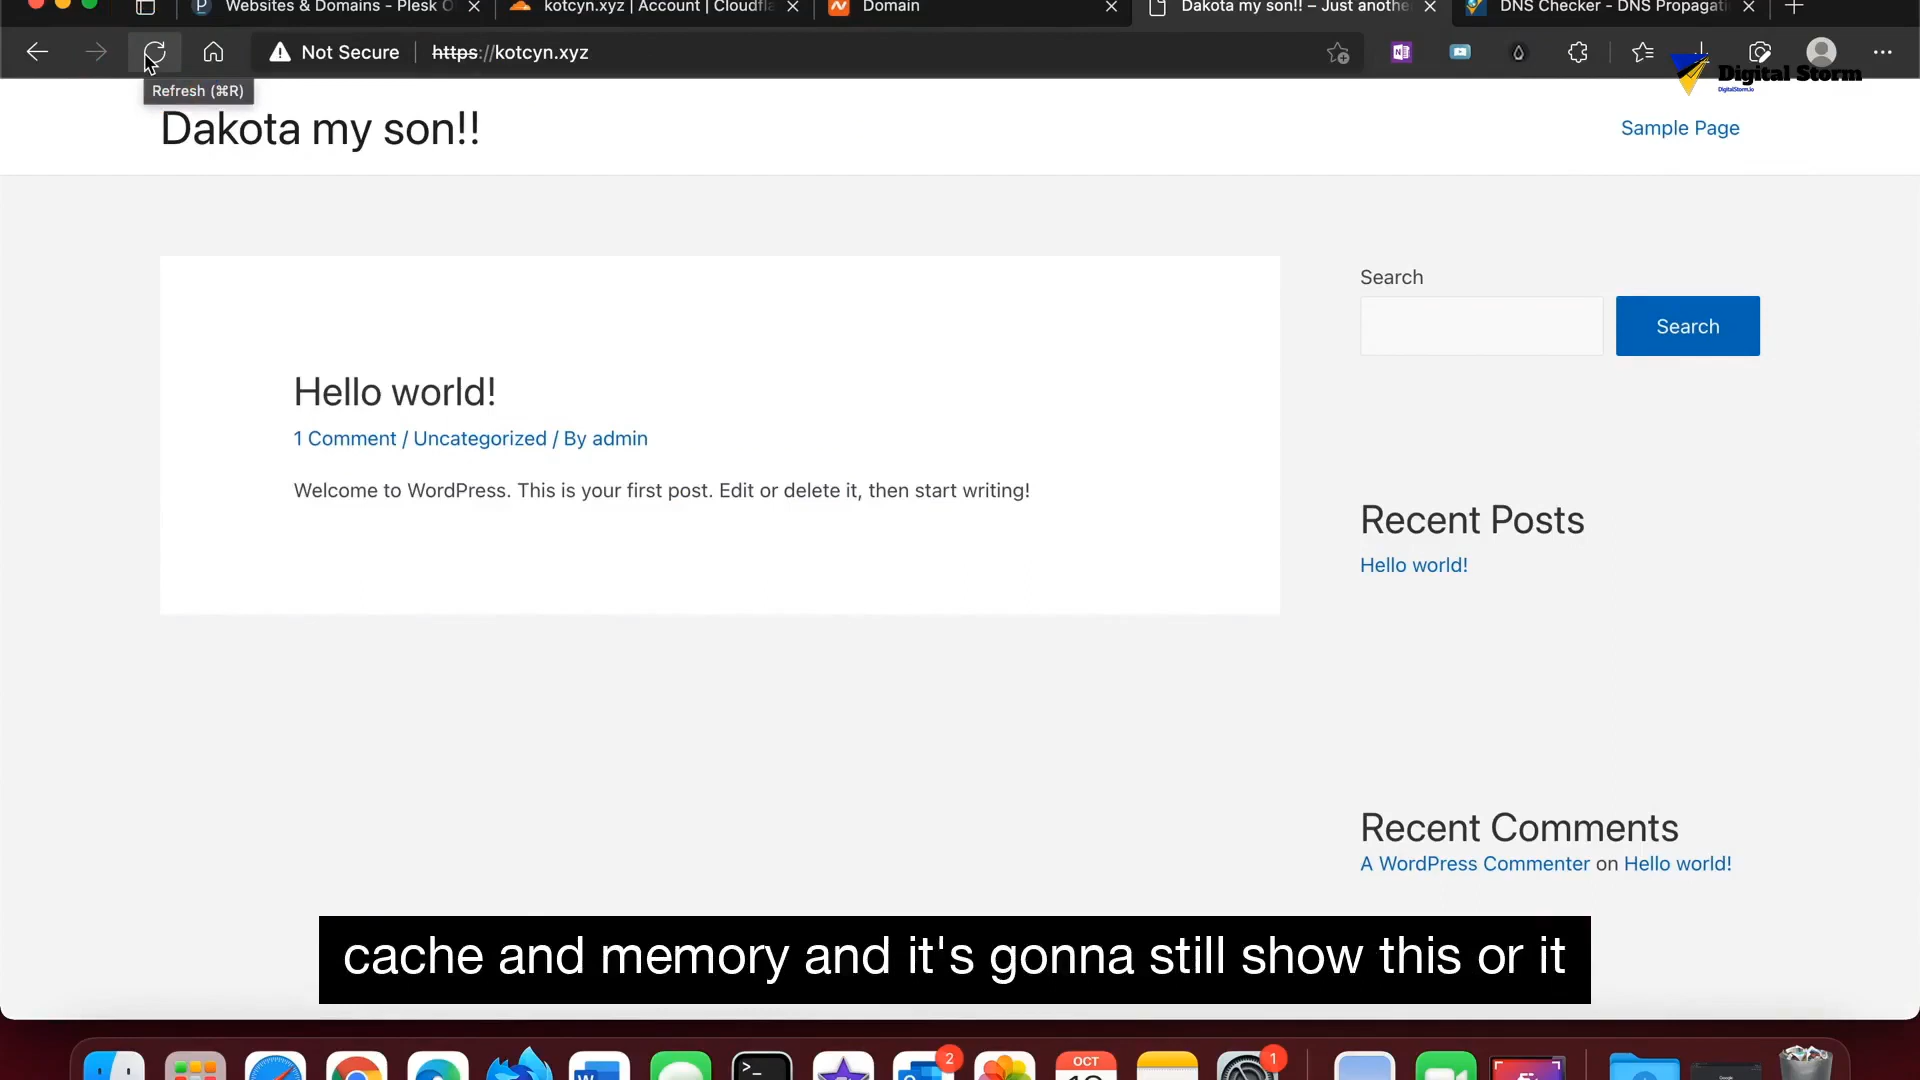 Websites & Domains - Plesk O
kotcyn.xyz | Account | Cloudfla
Domain
Dakota my son!! – Just anothe
DNS Checker - DNS Propagati
Not Secure
https://kotcyn.xyz
Refresh (⌘R)
Digital Storm
DigitalStorm.io
Dakota my son!!
Sample Page
Search
Search
Hello world!
1 Comment / Uncategorized / By admin
Welcome to WordPress. This is your first post. Edit or delete it, then start writing!
Recent Posts
Hello world!
Recent Comments
A WordPress Commenter on Hello world!
cache and memory and it's gonna still show this or it
2
OCT
1